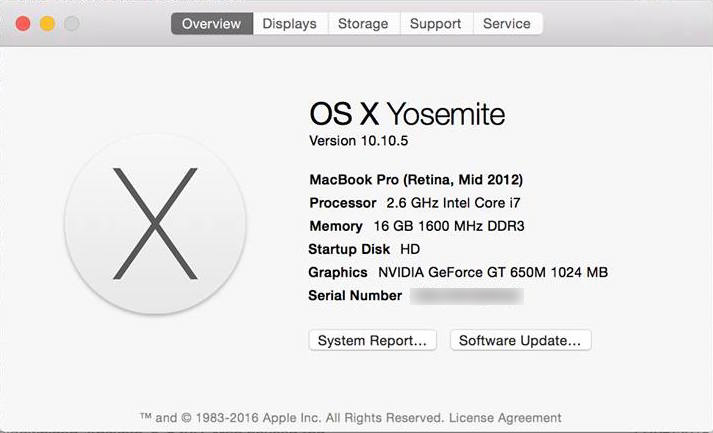 Overview Displays Storage Support Service
OS X Yosemite
Version 10.10.5
MacBook Pro (Retina, Mid 2012)
Processor 2.6 GHz Intel Core i7
Memory 16 GB 1600 MHz DDR3
Startup Disk HD
Graphics NVIDIA GeForce GT 650M 1024 MB
Serial Number
System Report... Software Update...
™ and © 1983-2016 Apple Inc. All Rights Reserved. License Agreement